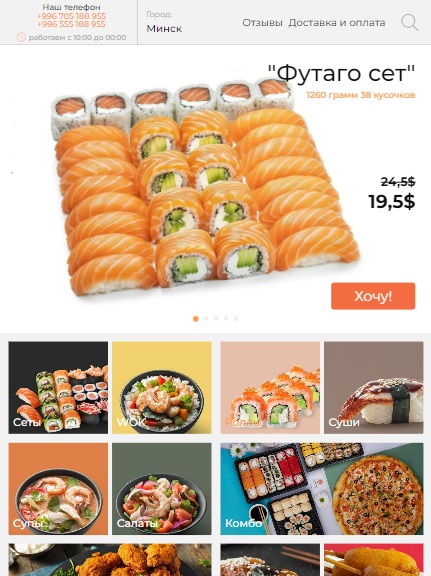 Наш телефон
+996 705 188 955
+996 555 188 955
работаем с 10:00 до 00:00
Город:
Минск
Отзывы Доставка и оплата
"Футаго сет"
1260 грамм 38 кусочков
24,5$
19,5$
Хочу!
Сеты
WOK
Роллы
Суши
Супы
Салаты
Комбо